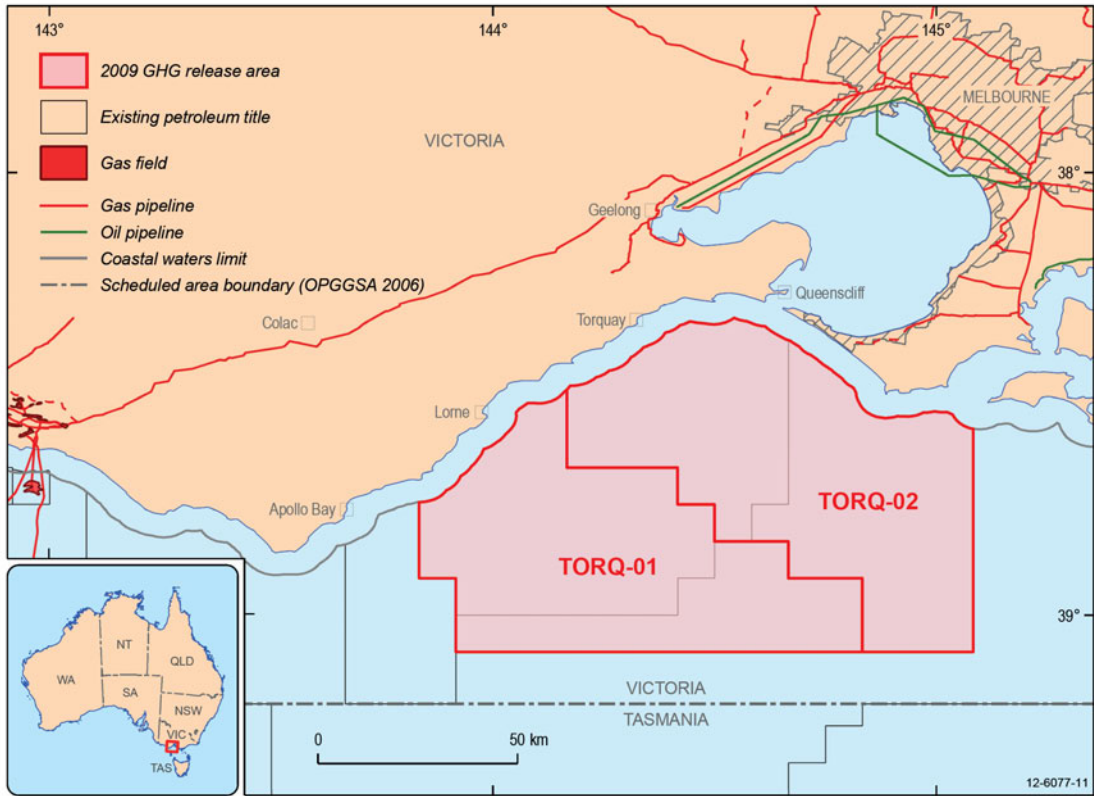 143°
144°
145°
2009 GHG release area
Existing petroleum title
Gas field
Gas pipeline
Oil pipeline
Coastal waters limit
Scheduled area boundary (OPGGSA 2006)
VICTORIA
MELBOURNE
38°
Geelong
Queenscliff
Colac
Torquay
Lorne
Apollo Bay
TORQ-02
TORQ-01
39°
VICTORIA
TASMANIA
0
50 km
NT
QLD
WA
SA
NSW
VIC
TAS
12-6077-11